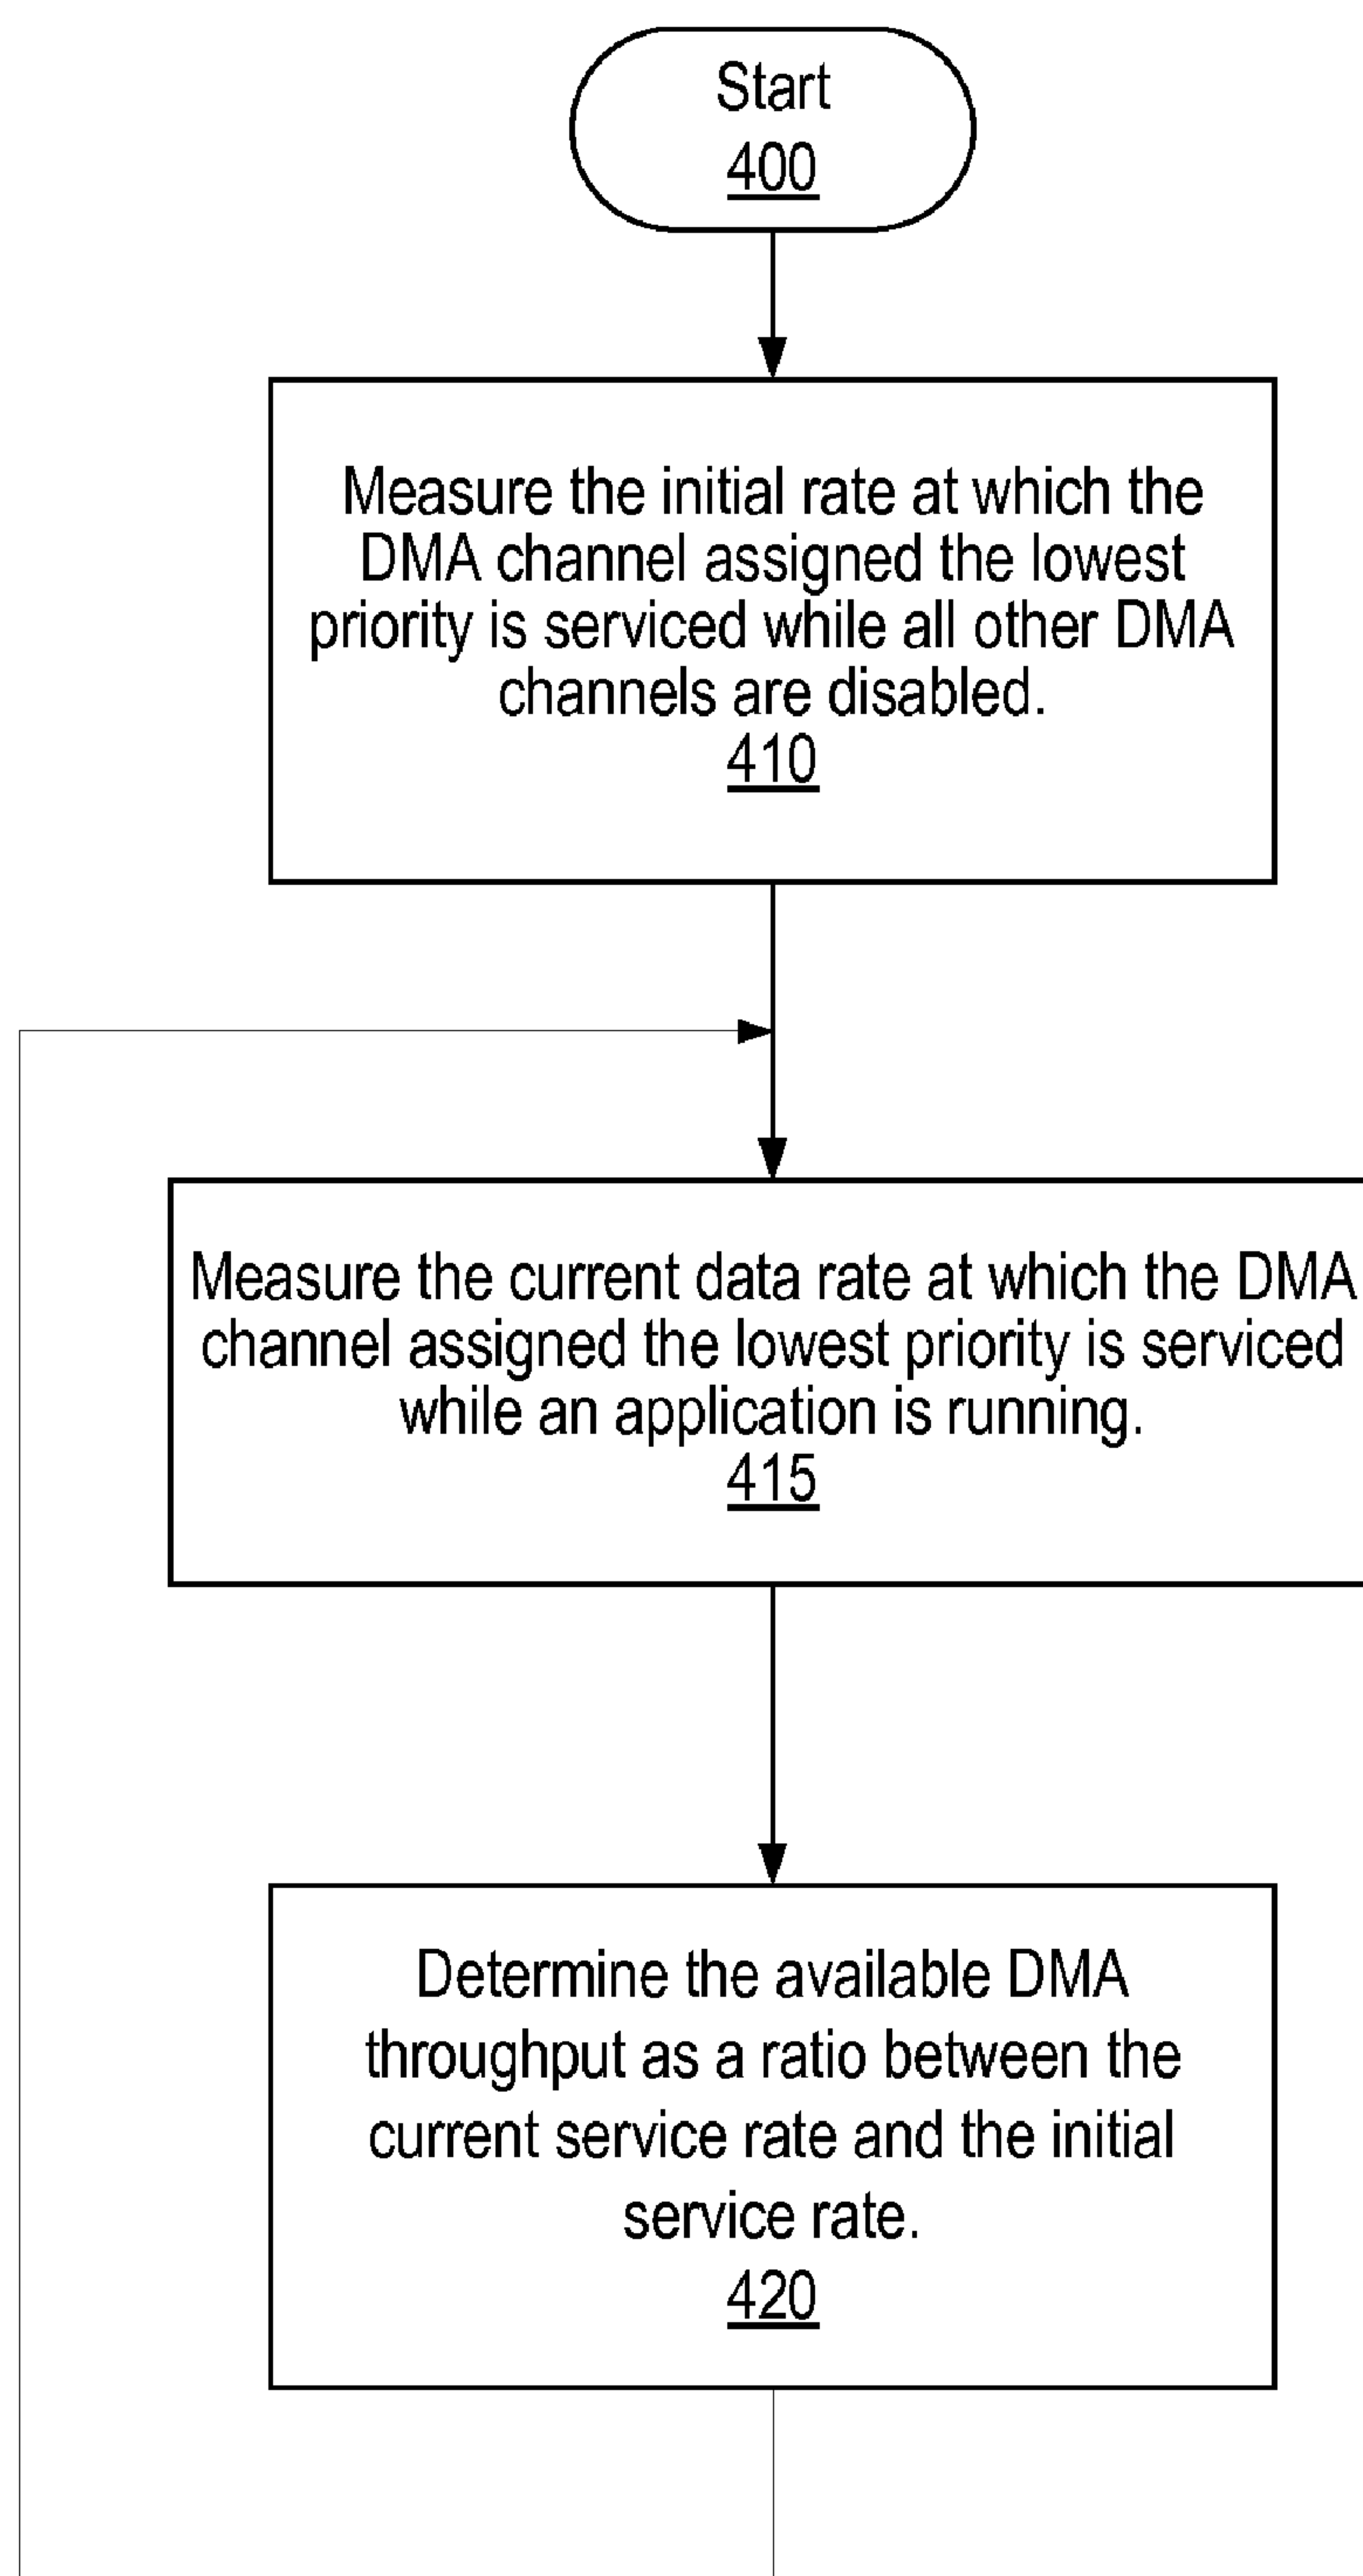 Start
400
Measure the initial rate at which the
DMA channel assigned the lowest
priority is serviced while all other DMA
channels are disabled.
410
Measure the current data rate at which the DMA
channel assigned the lowest priority is serviced
while an application is running.
415
Determine the available DMA
throughput as a ratio between the
current service rate and the initial
service rate.
420